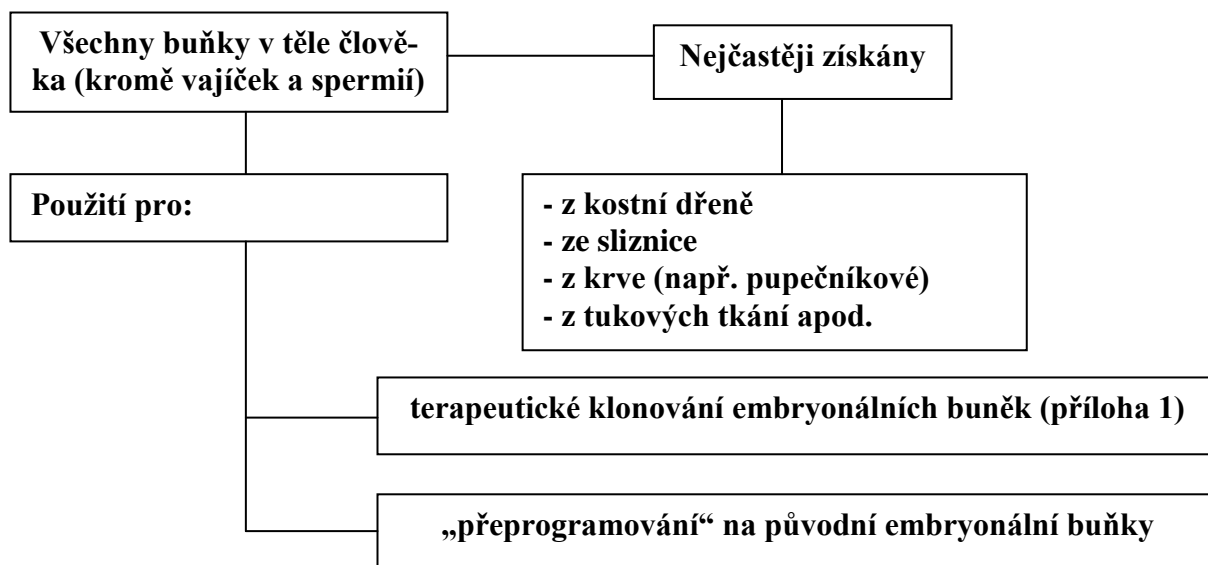 Všechny buňky v těle člově-
ka (kromě vajíček a spermií)
Nejčastěji získány
Použití pro:
- z kostní dřeně
- ze sliznice
- z krve (např. pupečníkové)
- z tukových tkání apod.
terapeutické klonování embryonálních buněk (příloha 1)
„přeprogramování“ na původní embryonální buňky